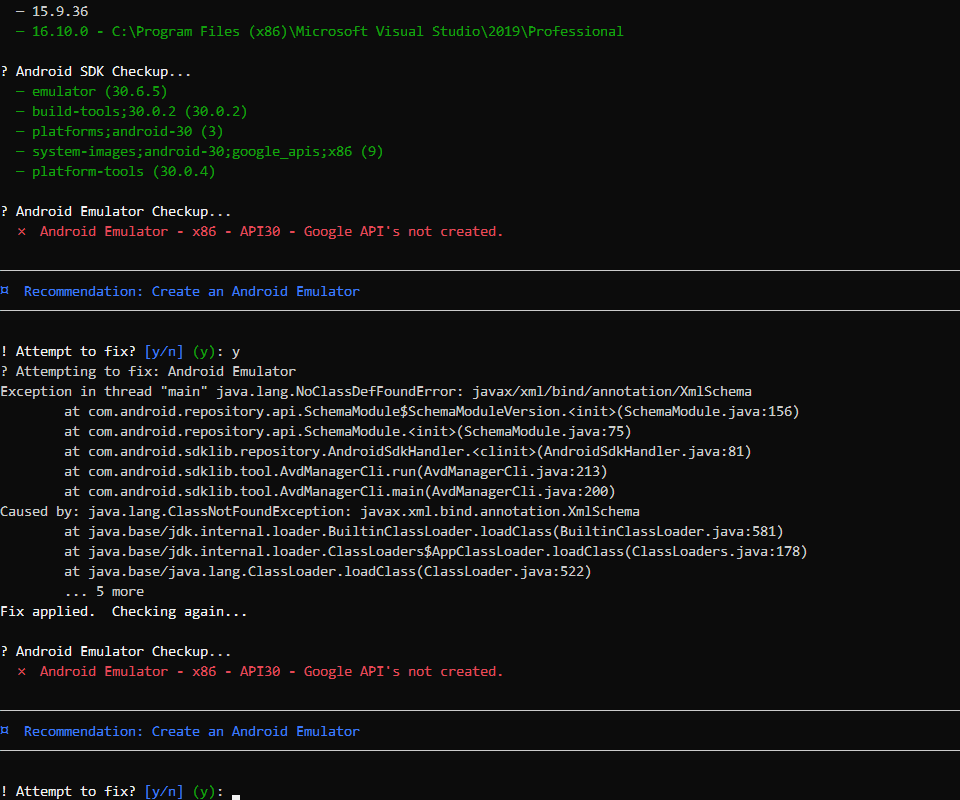 – 15.9.36
– 16.10.0 - C:\Program Files (x86)\Microsoft Visual Studio\2019\Professional
? Android SDK Checkup...
– emulator (30.6.5)
– build-tools;30.0.2 (30.0.2)
– platforms;android-30 (3)
– system-images;android-30;google_apis;x86 (9)
– platform-tools (30.0.4)
? Android Emulator Checkup...
× Android Emulator - x86 - API30 - Google API's not created.
¤ Recommendation: Create an Android Emulator
! Attempt to fix? [y/n] (y): y
? Attempting to fix: Android Emulator
Exception in thread "main" java.lang.NoClassDefFoundError: javax/xml/bind/annotation/XmlSchema
at com.android.repository.api.SchemaModule$SchemaModuleVersion.<init>(SchemaModule.java:156)
at com.android.repository.api.SchemaModule.<init>(SchemaModule.java:75)
at com.android.sdklib.repository.AndroidSdkHandler.<clinit>(AndroidSdkHandler.java:81)
at com.android.sdklib.tool.AvdManagerCli.run(AvdManagerCli.java:213)
at com.android.sdklib.tool.AvdManagerCli.main(AvdManagerCli.java:200)
Caused by: java.lang.ClassNotFoundException: javax.xml.bind.annotation.XmlSchema
at java.base/jdk.internal.loader.BuiltinClassLoader.loadClass(BuiltinClassLoader.java:581)
at java.base/jdk.internal.loader.ClassLoaders$AppClassLoader.loadClass(ClassLoaders.java:178)
at java.base/java.lang.ClassLoader.loadClass(ClassLoader.java:522)
... 5 more
Fix applied.  Checking again...
? Android Emulator Checkup...
× Android Emulator - x86 - API30 - Google API's not created.
¤ Recommendation: Create an Android Emulator
! Attempt to fix? [y/n] (y):